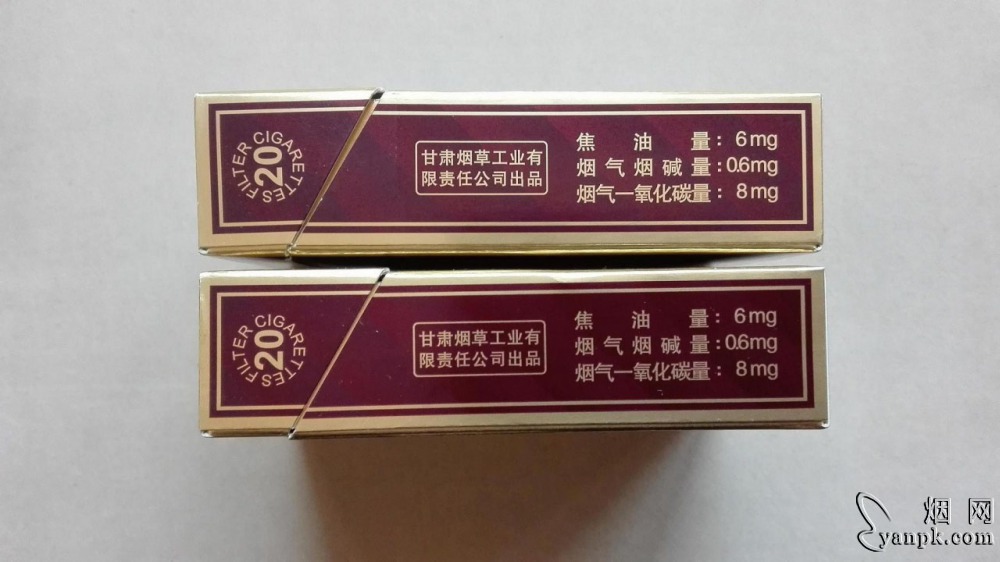 FILTER CIGARETTES
20
甘肃烟草工业有
限责任公司出品
焦油量：6mg
烟气烟碱量：0.6mg
烟气一氧化碳量：8mg
FILTER CIGARETTES
20
甘肃烟草工业有
限责任公司出品
焦油量：6mg
烟气烟碱量：0.6mg
烟气一氧化碳量：8mg
烟网
yanpk.com